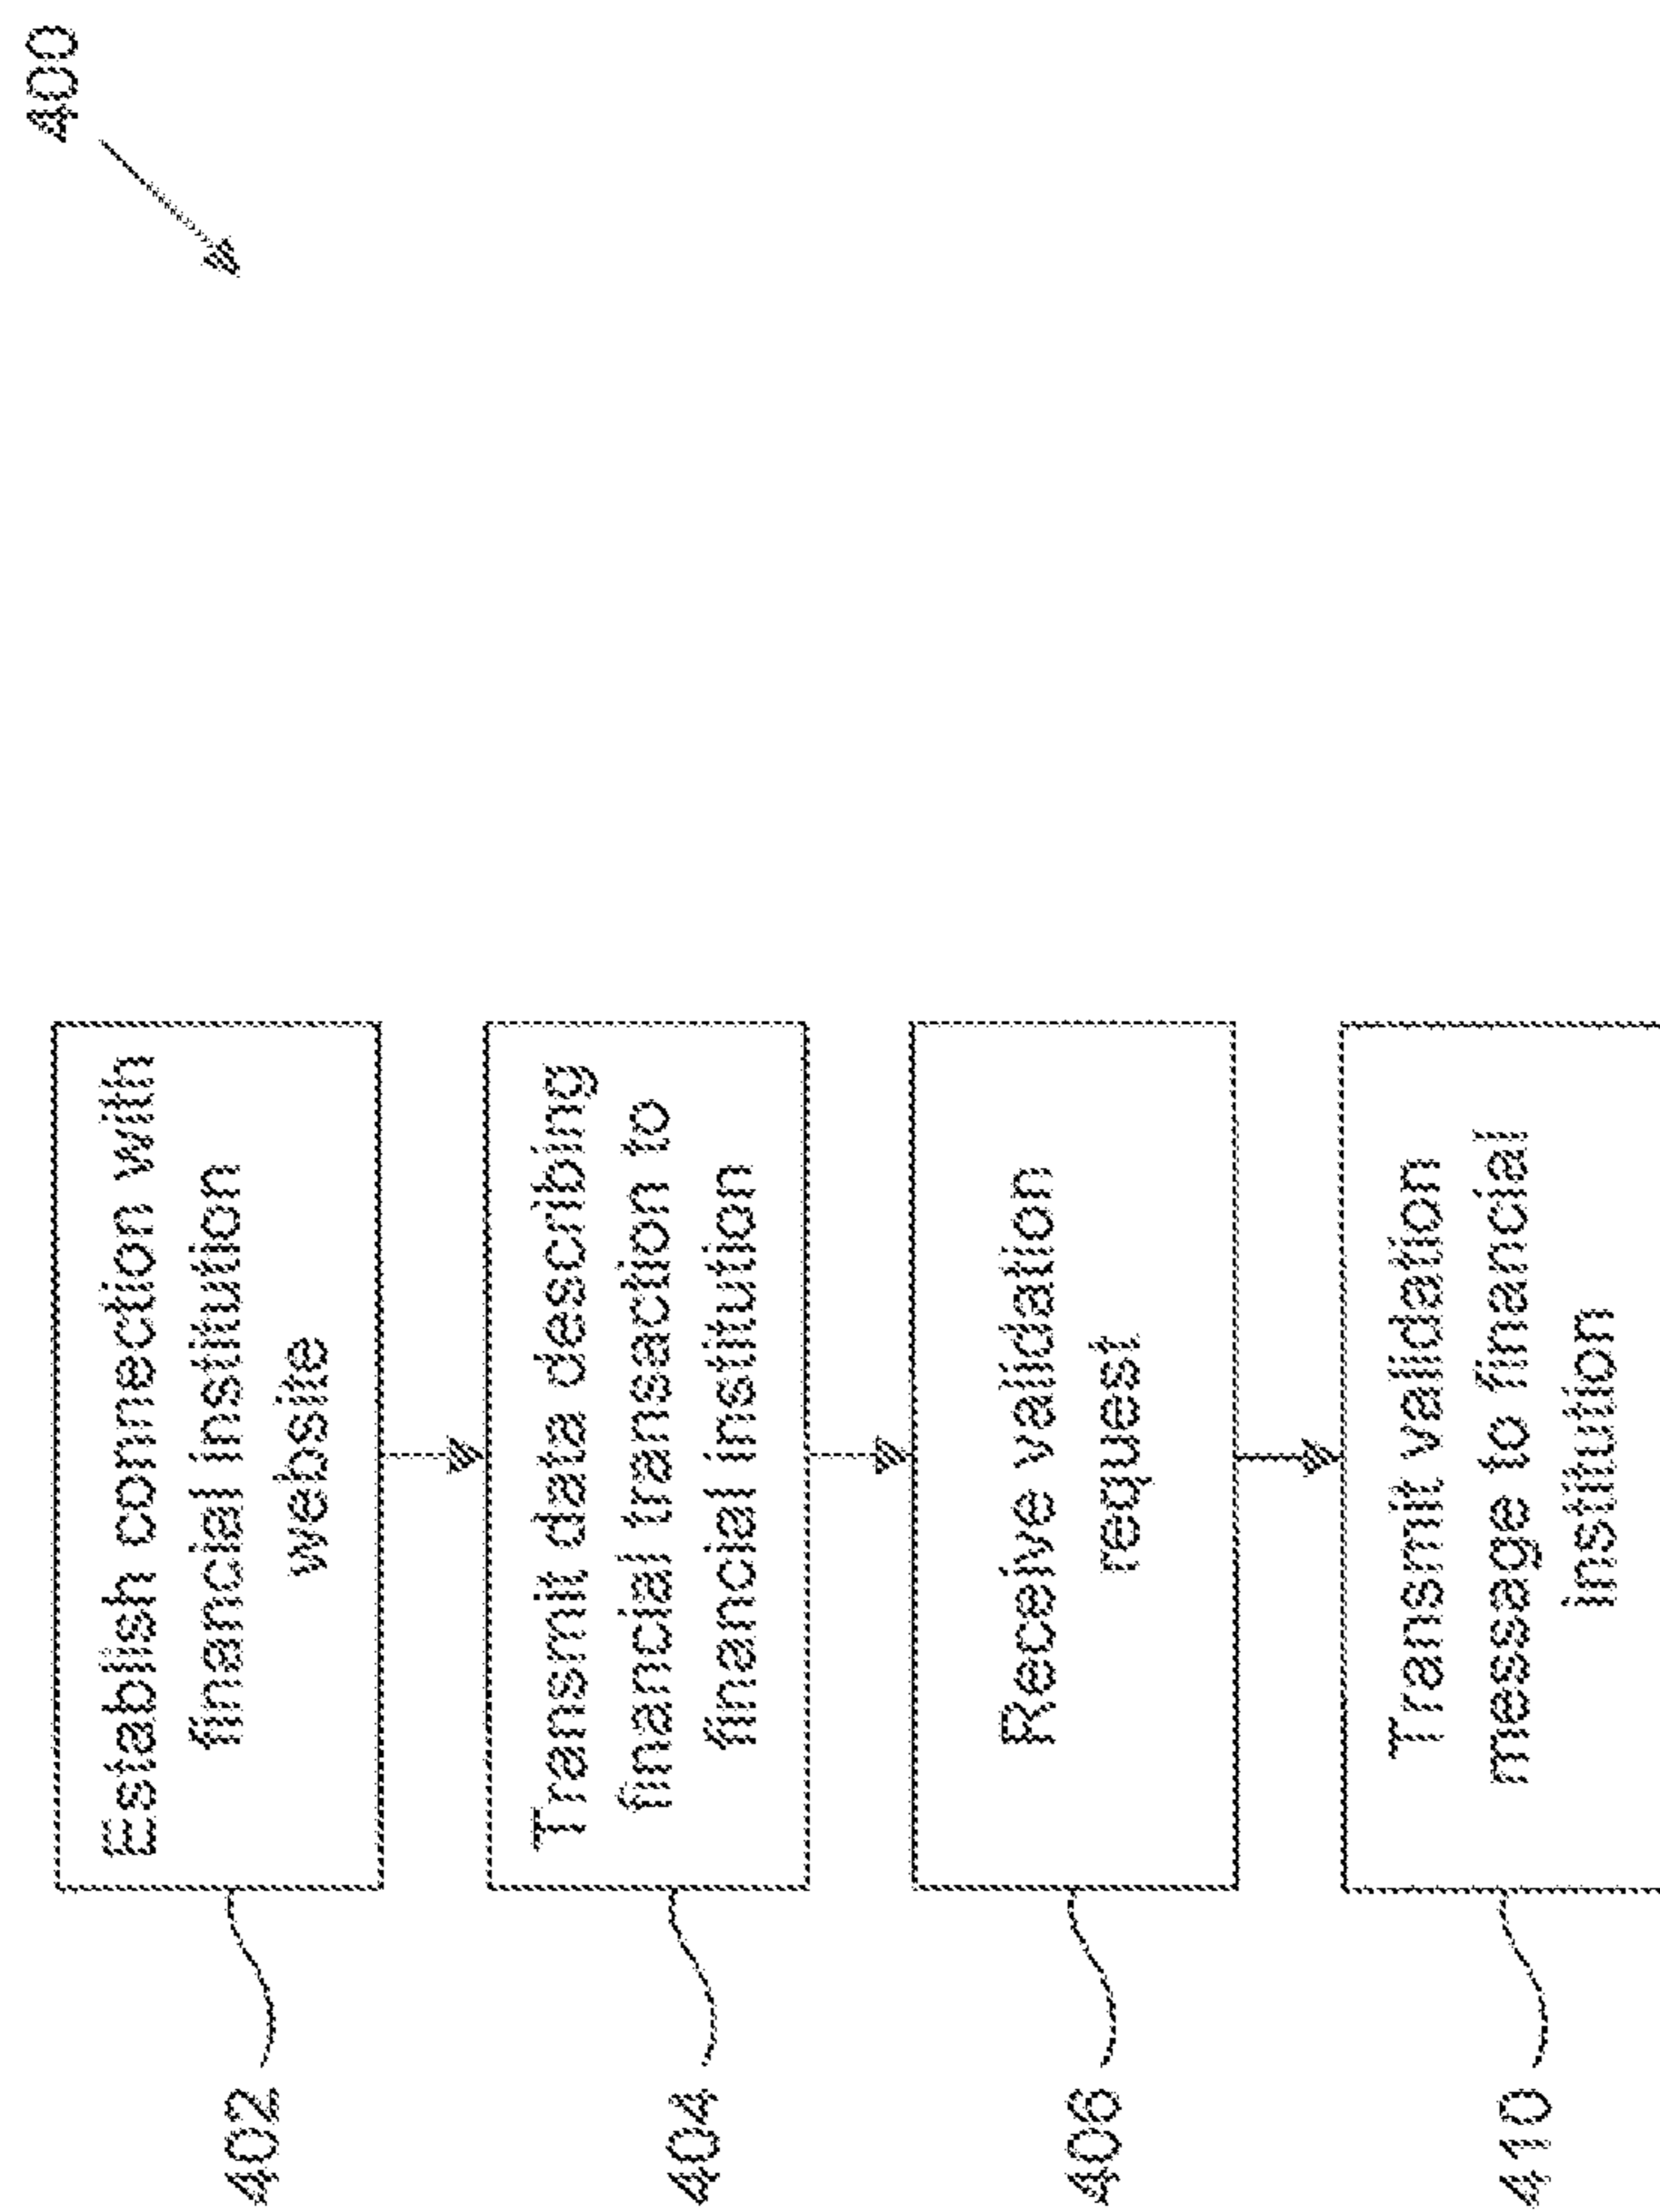 400
402
Establish connection with
financial institution
website
404
Transmit data describing
financial transaction to
financial institution
406
Receive validation
request
410
Transmit validation
message to financial
institution